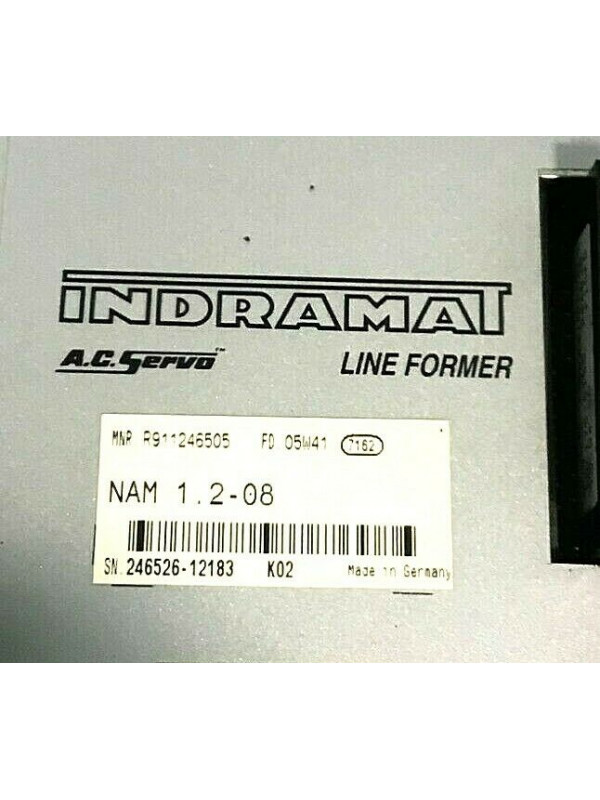 INDRAMAT
A.C. Servo™ LINE FORMER
MNR R911246505 FD 05W41 7162
NAM 1.2-08
SN. 246526-12183 K02 Made in Germany